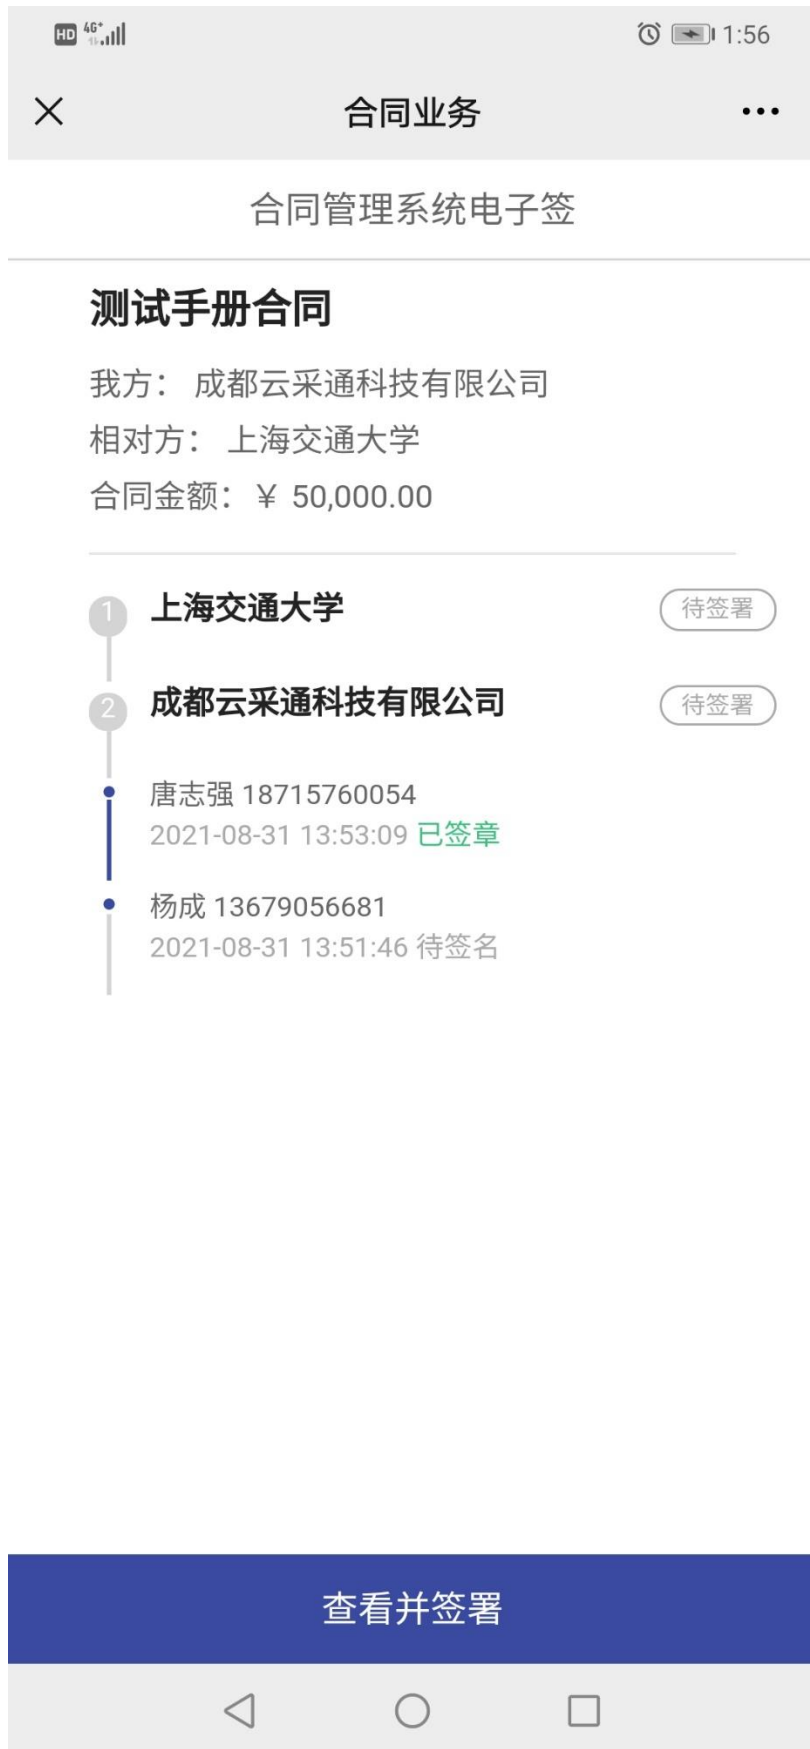 HD 4G+ 1:56
合同业务
合同管理系统电子签
测试手册合同
我方： 成都云采通科技有限公司
相对方： 上海交通大学
合同金额：￥ 50,000.00
1 上海交通大学 待签署
2 成都云采通科技有限公司 待签署
唐志强 18715760054
2021-08-31 13:53:09 已签章
杨成 13679056681
2021-08-31 13:51:46 待签名
查看并签署